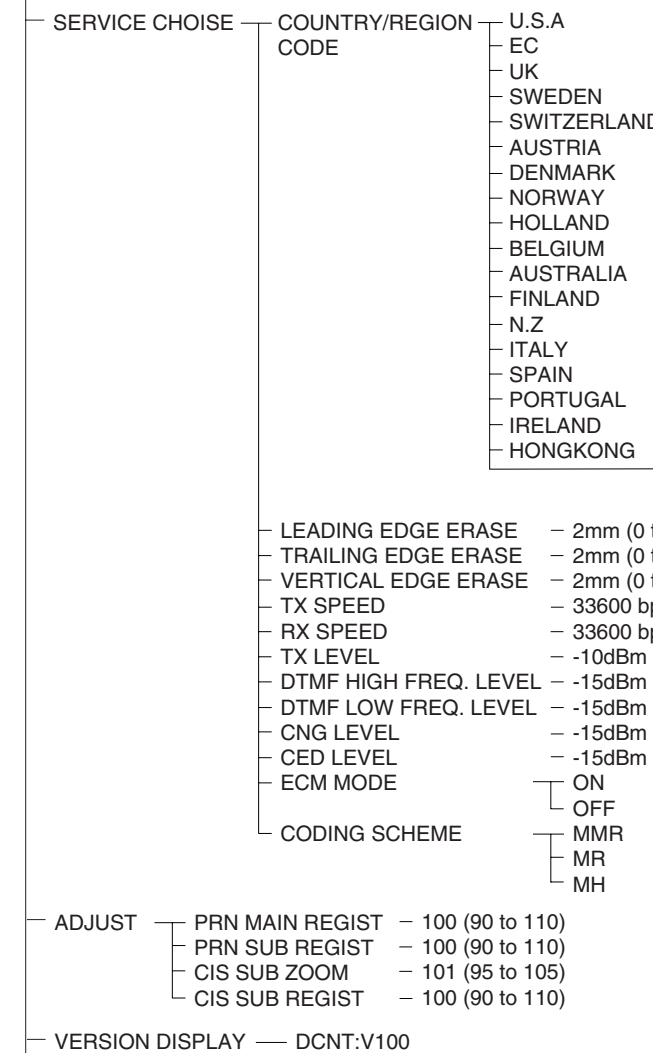 SERVICE CHOISE COUNTRY/REGION U.S.A
CODE EC
UK
SWEDEN
SWITZERLAND
AUSTRIA
DENMARK
NORWAY
HOLLAND
BELGIUM
AUSTRALIA
FINLAND
N.Z
ITALY
SPAIN
PORTUGAL
IRELAND
HONGKONG
LEADING EDGE ERASE – 2mm (0
TRAILING EDGE ERASE – 2mm (0
VERTICAL EDGE ERASE – 2mm (0
TX SPEED – 33600
RX SPEED – 33600
TX LEVEL – -10dBm
DTMF HIGH FREQ. LEVEL – -15dBm
DTMF LOW FREQ. LEVEL – -15dBm
CNG LEVEL – -15dBm
CED LEVEL – -15dBm
ECM MODE ON
OFF
CODING SCHEME MMR
MR
MH
ADJUST PRN MAIN REGIST – 100 (90 to 110)
PRN SUB REGIST – 100 (90 to 110)
CIS SUB ZOOM – 101 (95 to 105)
CIS SUB REGIST – 100 (90 to 110)
VERSION DISPLAY — DCNT:V100